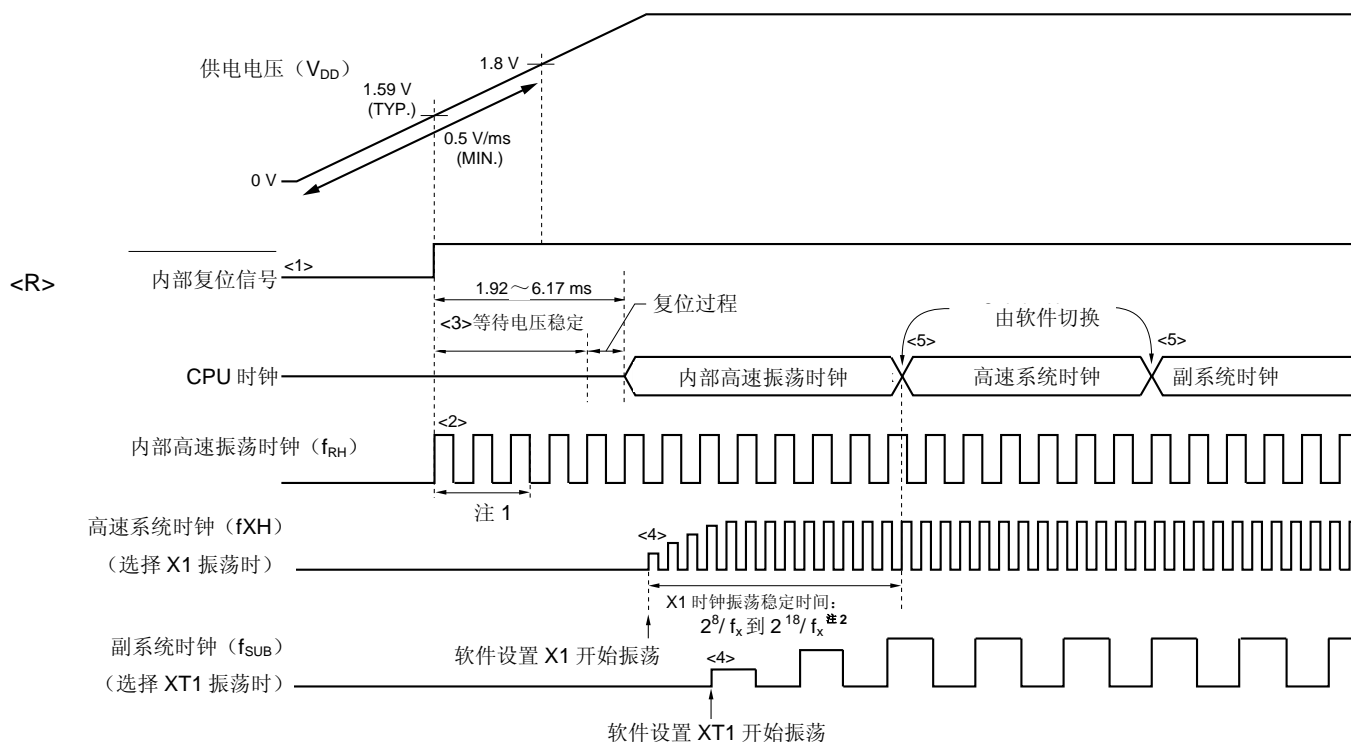 供电电压（VDD）
1.8 V
1.59 V
(TYP.)
0.5 V/ms
(MIN.)
0 V
<R>
内部复位信号
<1>
1.92～6.17 ms
复位过程
<3>等待电压稳定
由软件切换
<5>
<5>
CPU 时钟
内部高速振荡时钟
高速系统时钟
副系统时钟
<2>
内部高速振荡时钟（fRH）
注 1
高速系统时钟（fXH）
（选择 X1 振荡时）
<4>
X1 时钟振荡稳定时间：
2^8/ fx 到 2^18/ fx 注 2
软件设置 X1 开始振荡
副系统时钟（fSUB）
（选择 XT1 振荡时）
<4>
软件设置 XT1 开始振荡